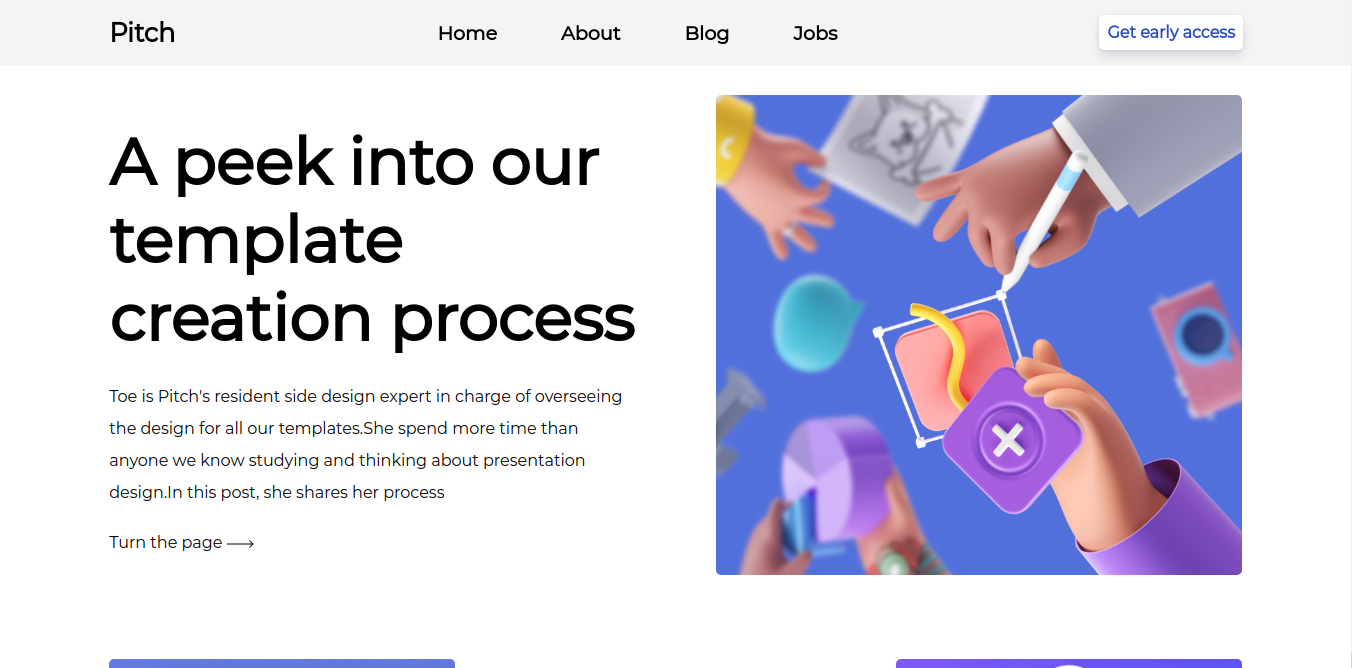 Pitch
Home About Blog Jobs
Get early access
A peek into our
template
creation process
Toe is Pitch's resident side design expert in charge of overseeing
the design for all our templates.She spend more time than
anyone we know studying and thinking about presentation
design.In this post, she shares her process
Turn the page